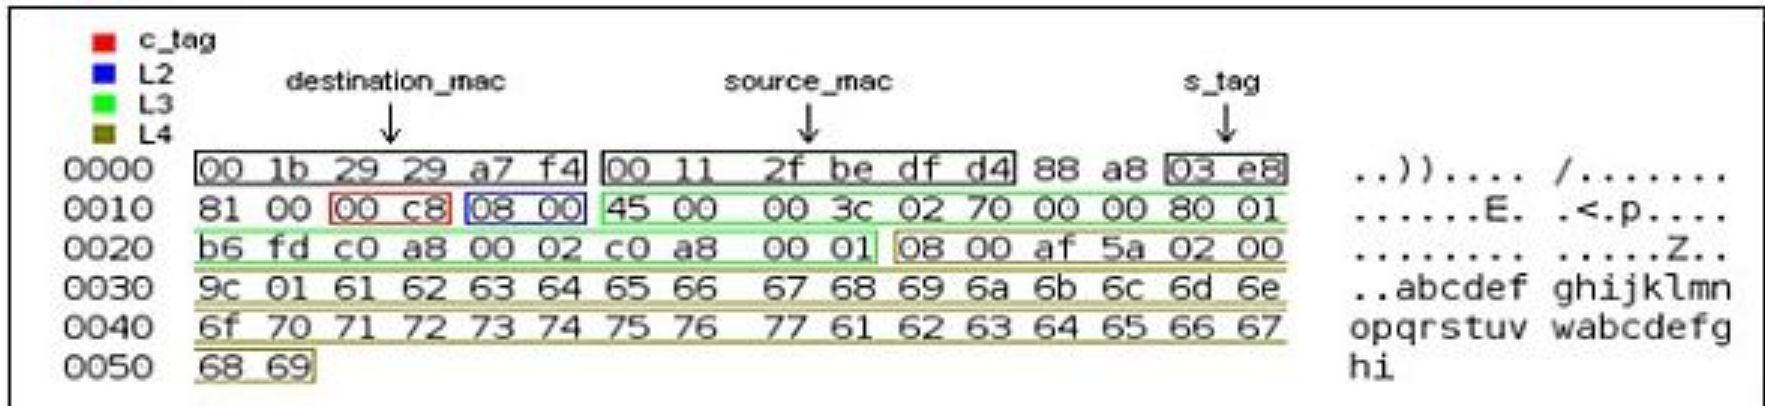 c_tag
L2
L3
L4
destination_mac source_mac s_tag
0000 00 1b 29 29 a7 f4 00 11 2f be df d4 88 a8 03 e8 ..)).... /.......
0010 81 00 00 c8 08 00 45 00 00 3c 02 70 00 00 80 01 ......E. .<.p....
0020 b6 fd c0 a8 00 02 c0 a8 00 01 08 00 af 5a 02 00 ........ .....Z..
0030 9c 01 61 62 63 64 65 66 67 68 69 6a 6b 6c 6d 6e ..abcdef ghijklmn
0040 6f 70 71 72 73 74 75 76 77 61 62 63 64 65 66 67 opqrstuv wabcdefg
0050 68 69 hi